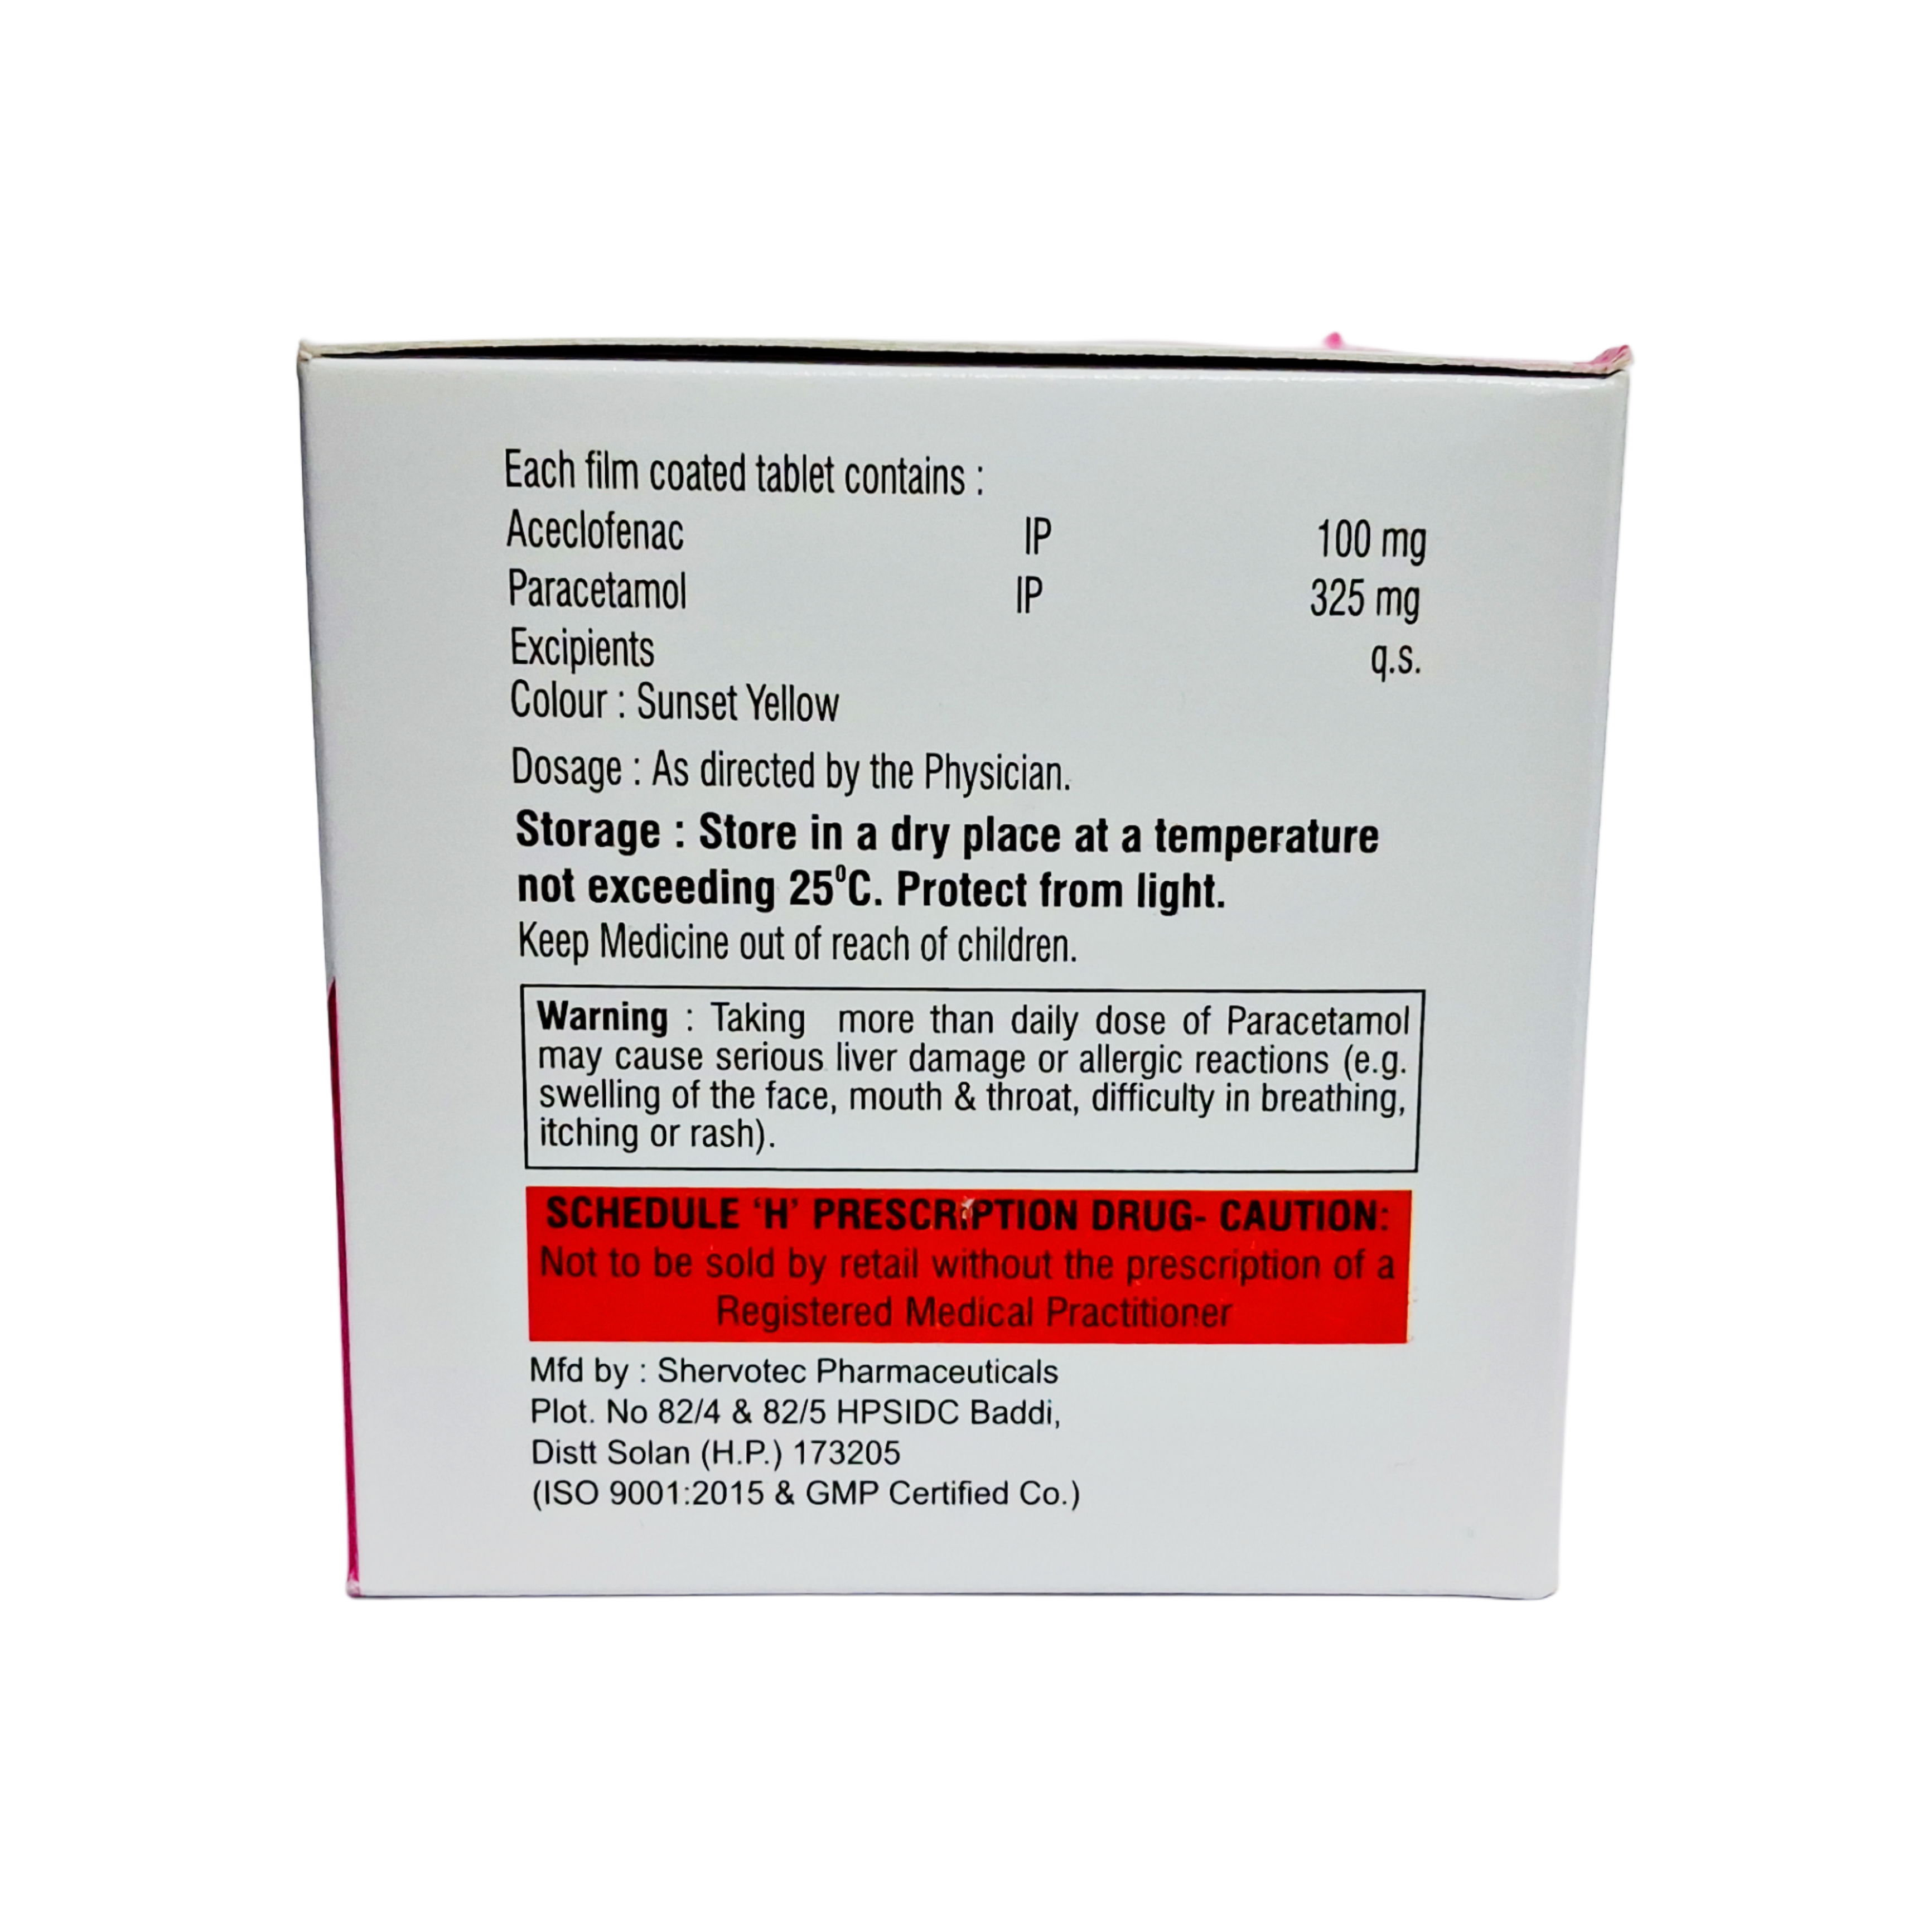 Each film coated tablet contains :
Aceclofenac IP 100 mg
Paracetamol IP 325 mg
Excipients q.s.
Colour : Sunset Yellow
Dosage : As directed by the Physician.
Storage : Store in a dry place at a temperature
not exceeding 25⁰C. Protect from light.
Keep Medicine out of reach of children.
Warning : Taking more than daily dose of Paracetamol
may cause serious liver damage or allergic reactions (e.g.
swelling of the face, mouth & throat, difficulty in breathing,
itching or rash).
SCHEDULE ‘H’ PRESCRIPTION DRUG- CAUTION:
Not to be sold by retail without the prescription of a
Registered Medical Practitioner
Mfd by : Shervotec Pharmaceuticals
Plot. No 82/4 & 82/5 HPSIDC Baddi,
Distt Solan (H.P.) 173205
(ISO 9001:2015 & GMP Certified Co.)